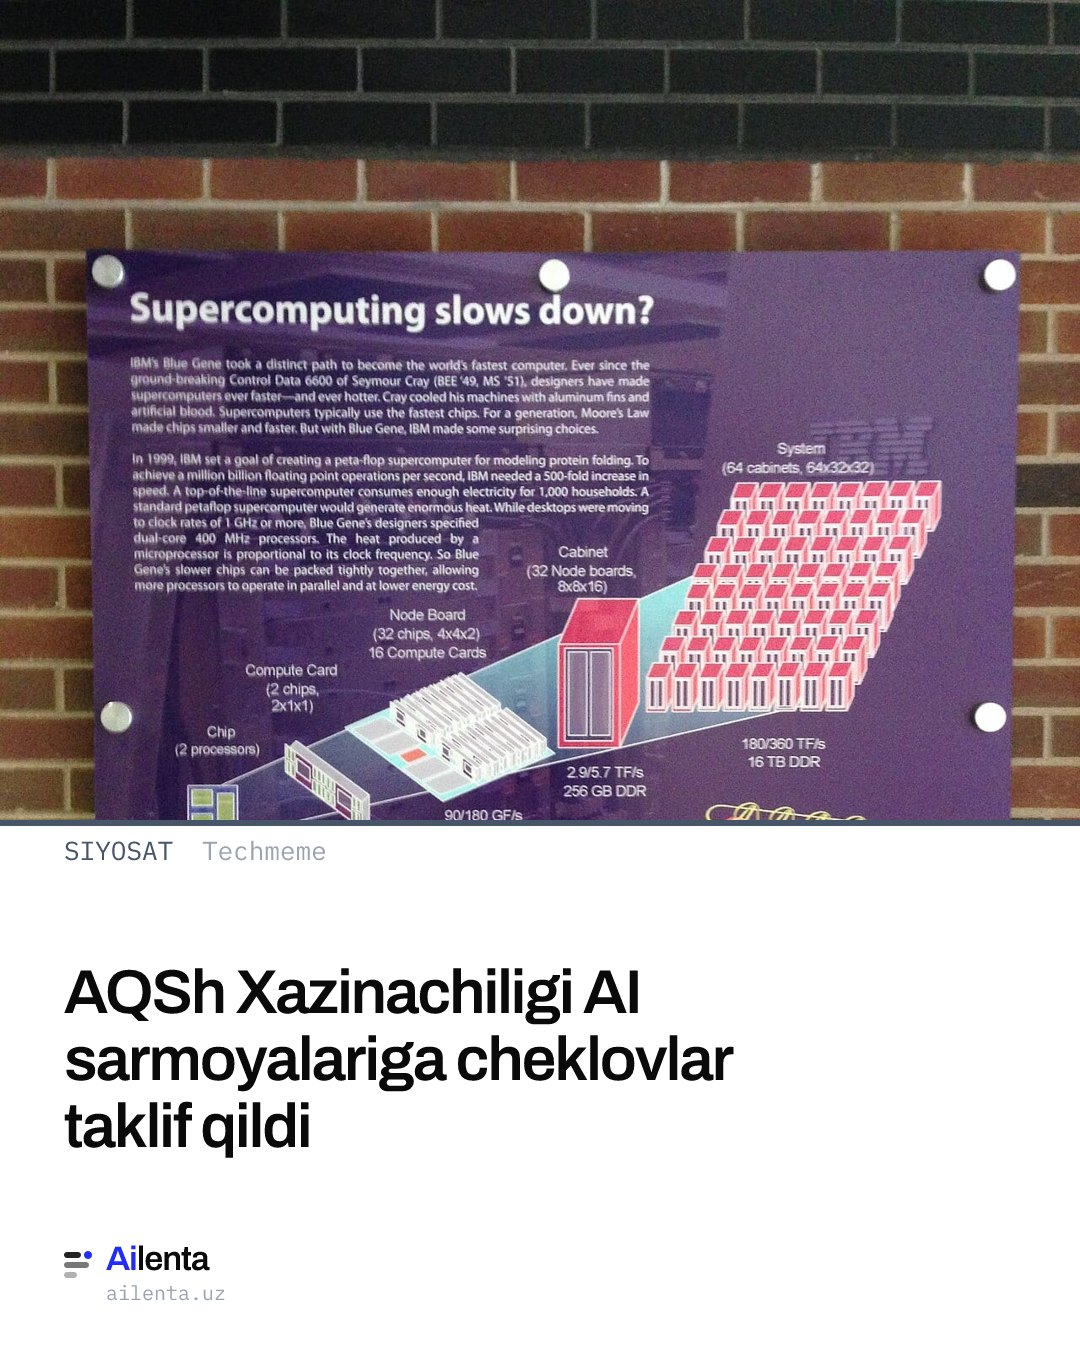 Supercomputing slows down?
IBM's Blue Gene took a distinct path to become the world's fastest computer. Ever since the
ground-breaking Control Data 6600 of Seymour Cray (BEE '49, MS '51), designers have made
supercomputers ever faster—and ever hotter. Cray cooled his machines with aluminum fins and
artificial blood. Supercomputers typically use the fastest chips. For a generation, Moore's Law
made chips smaller and faster. But with Blue Gene, IBM made some surprising choices.
In 1999, IBM set a goal of creating a peta-flop supercomputer for modeling protein folding. To
achieve a million billion floating point operations per second, IBM needed a 500-fold increase in
speed. A top-of-the-line supercomputer consumes enough electricity for 1,000 households. A
standard petaflop supercomputer would generate enormous heat. While desktops were moving
to clock rates of 1 GHz or more, Blue Gene's designers specified
dual-core 400 MHz processors. The heat produced by a
microprocessor is proportional to its clock frequency. So Blue
Gene's slower chips can be packed tightly together, allowing
more processors to operate in parallel and at lower energy cost.
IBM
System
(64 cabinets, 64x32x32)
Cabinet
(32 Node boards,
8x8x16)
Node Board
(32 chips, 4x4x2)
16 Compute Cards
Compute Card
(2 chips,
2x1x1)
Chip
(2 processors)
180/360 TF/s
16 TB DDR
2.9/5.7 TF/s
256 GB DDR
90/180 GF/s
SIYOSAT Techmeme
AQSh Xazinachiligi AI
sarmoyalariga cheklovlar
taklif qildi
Ailenta
ailenta.uz